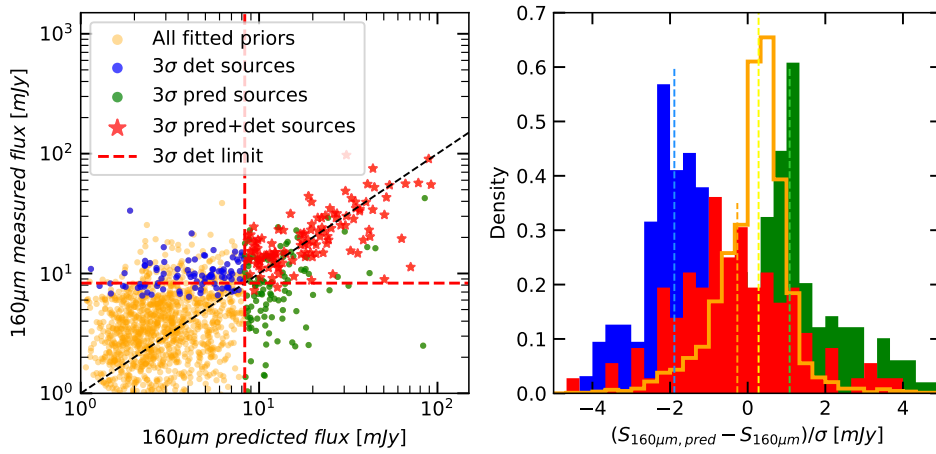 All fitted priors
3σ det sources
3σ pred sources
3σ pred+det sources
3σ det limit
10³
10²
10¹
10⁰
160μm measured flux [mJy]
10⁰ 10¹ 10²
160μm predicted flux [mJy]
0.7
0.6
0.5
0.4
0.3
0.2
0.1
0.0
Density
−4 −2 0 2 4
(S160μm, pred − S160μm)/σ [mJy]